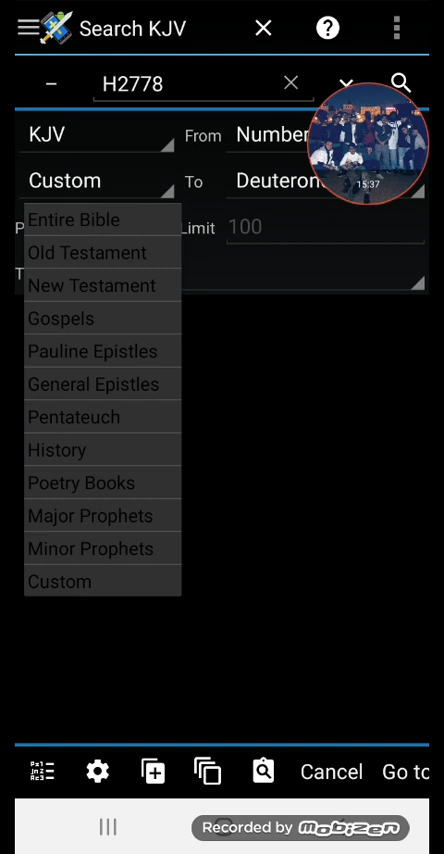 Search KJV
H2778
KJV From Number
Custom To Deuteron
15:37
P Limit 100
T
Entire Bible
Old Testament
New Testament
Gospels
Pauline Epistles
General Epistles
Pentateuch
History
Poetry Books
Major Prophets
Minor Prophets
Custom
Cancel Go to
Recorded by Mobizen